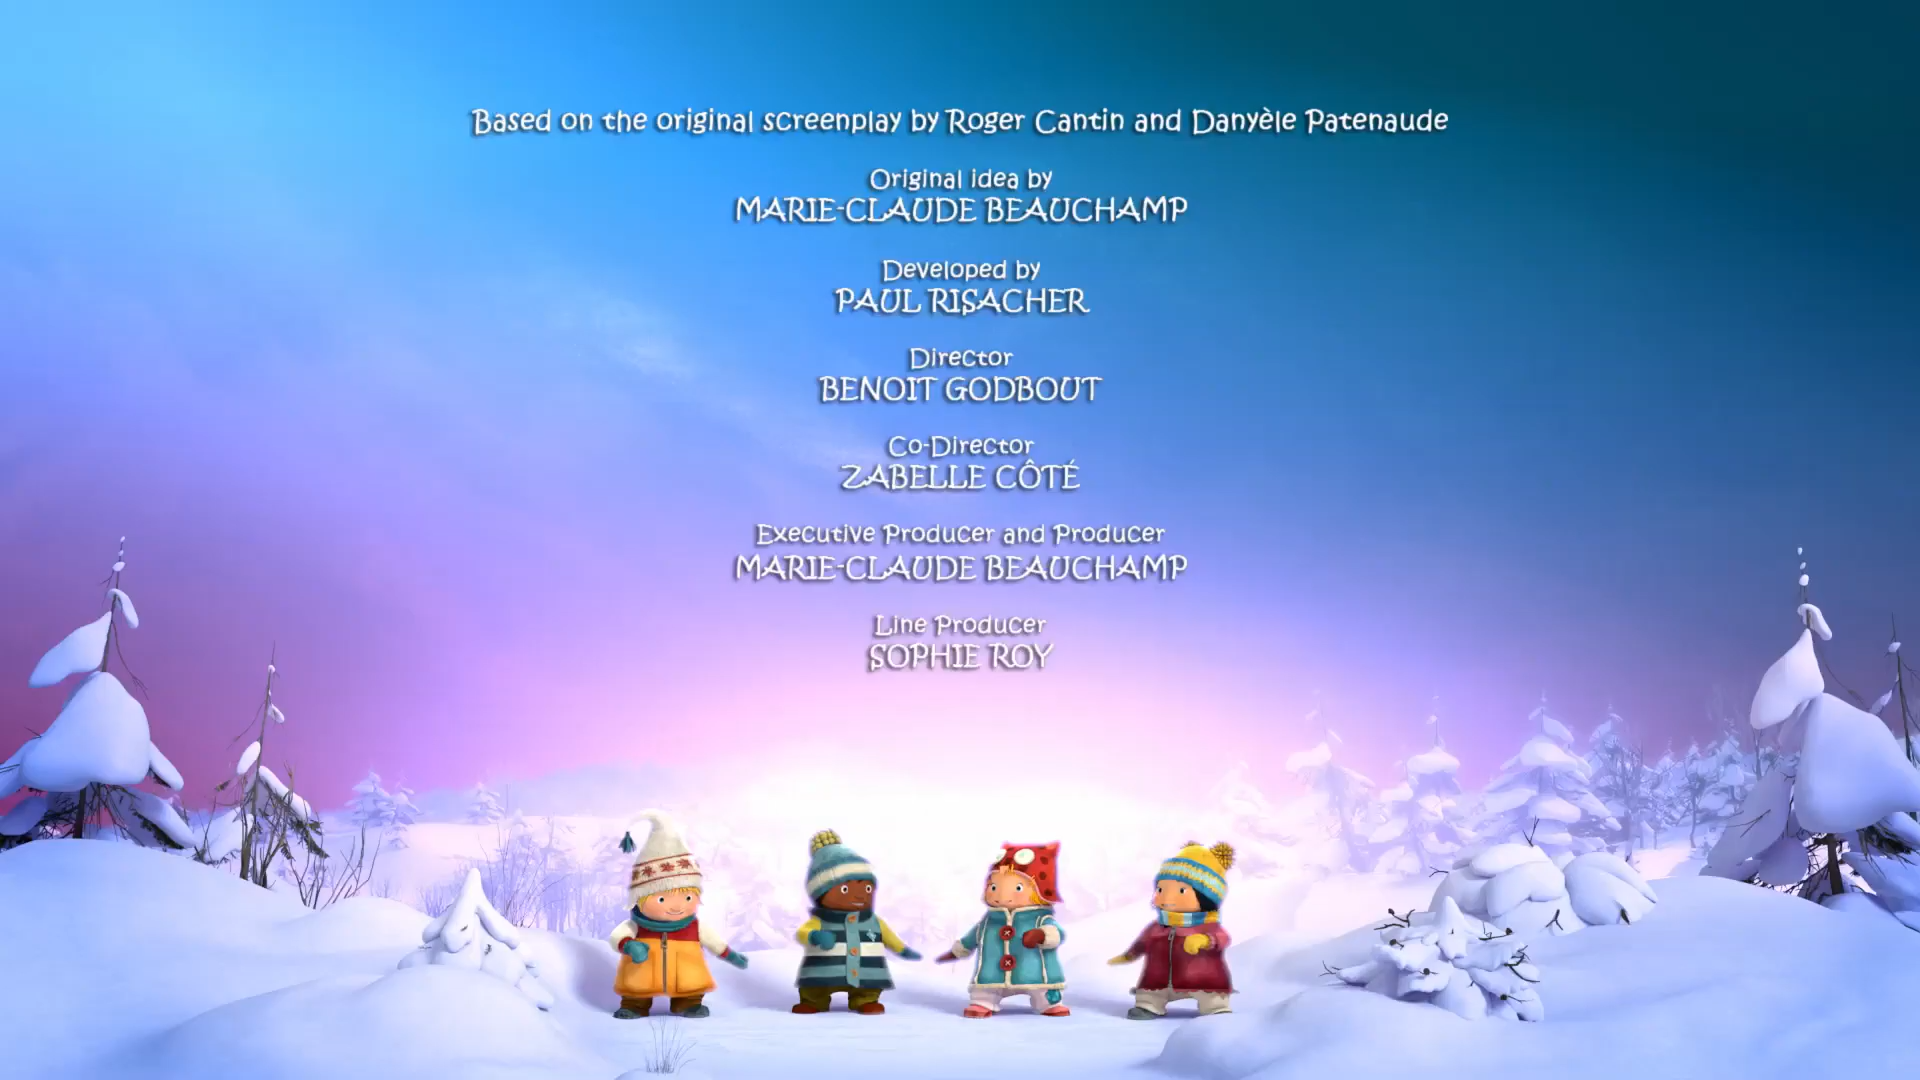 Based on the original screenplay by Roger Cantin and Danyèle Patenaude
Original idea by
MARIE-CLAUDE BEAUCHAMP
Developed by
PAUL RISACHER
Director
BENOIT GODBOUT
Co-Director
ZABELLE CÔTÉ
Executive Producer and Producer
MARIE-CLAUDE BEAUCHAMP
Line Producer
SOPHIE ROY